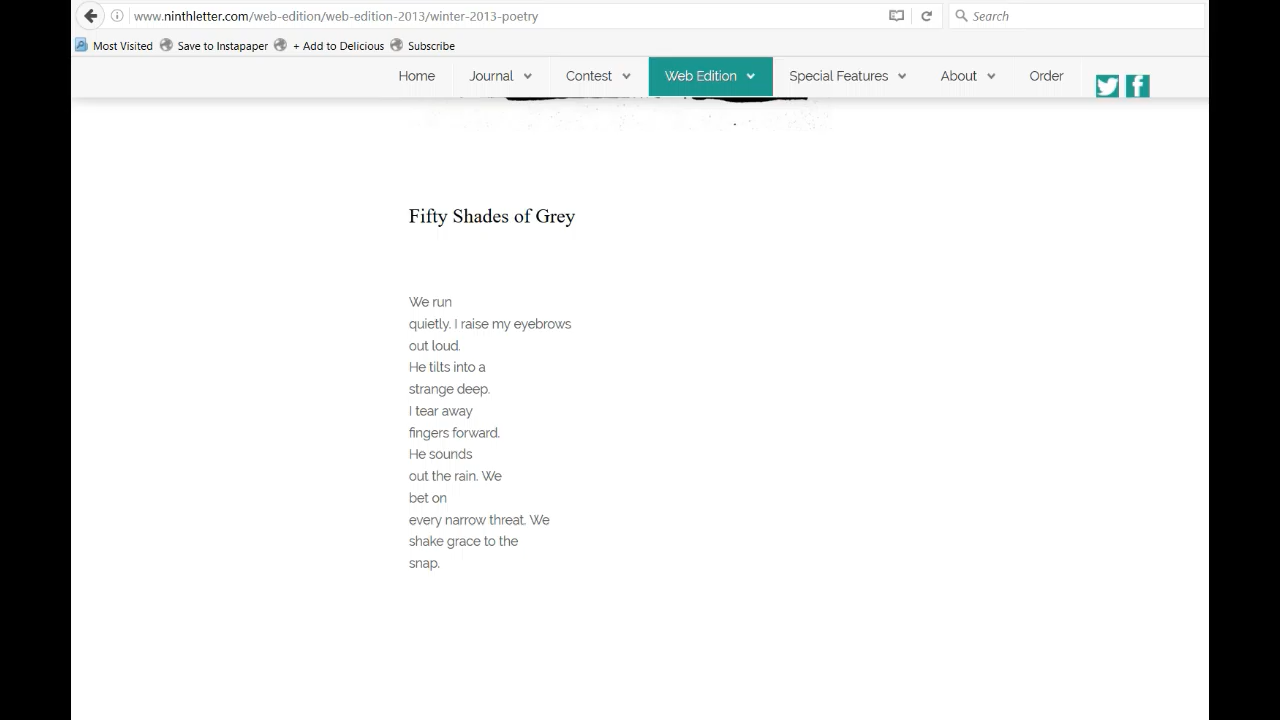 www.ninthletter.com/web-edition/web-edition-2013/winter-2013-poetry
Search
Most Visited Save to Instapaper + Add to Delicious Subscribe
Home Journal Contest Web Edition Special Features About Order
Fifty Shades of Grey
We run
quietly. I raise my eyebrows
out loud.
He tilts into a
strange deep.
I tear away
fingers forward.
He sounds
out the rain. We
bet on
every narrow threat. We
shake grace to the
snap.